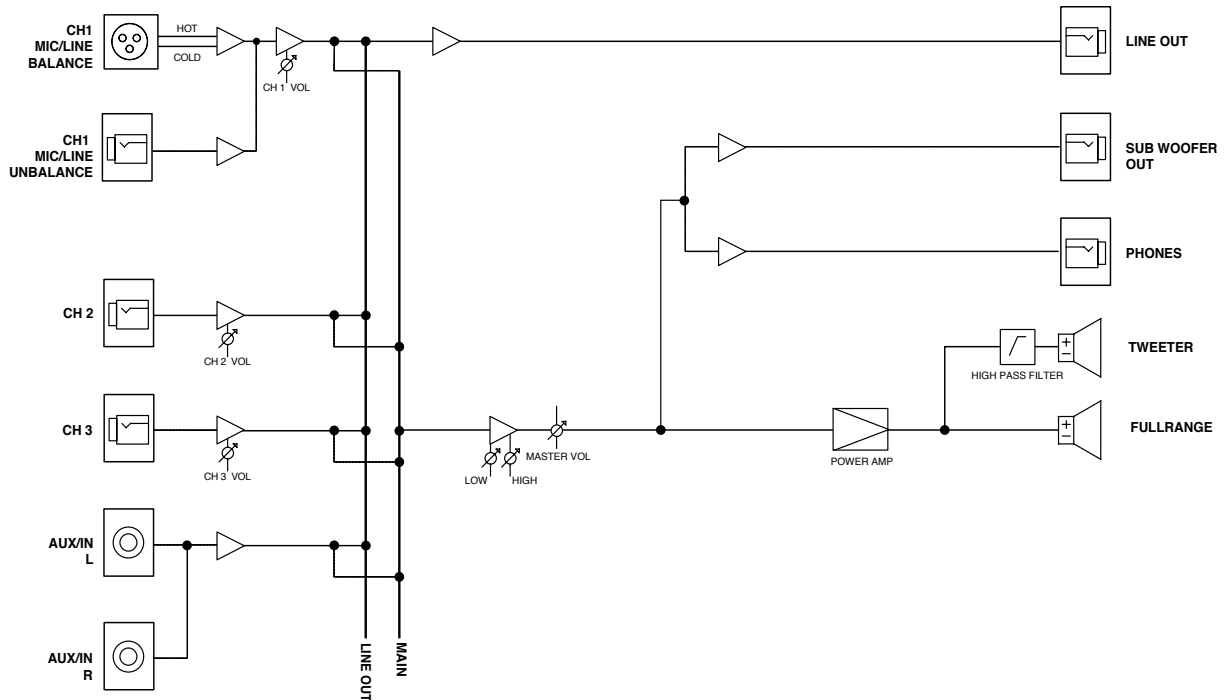 CH1
MIC/LINE
BALANCE
HOT
COLD
CH 1 VOL
LINE OUT
CH1
MIC/LINE
UNBALANCE
SUB WOOFER
OUT
PHONES
CH 2
CH 2 VOL
TWEETER
HIGH PASS FILTER
CH 3
CH 3 VOL
LOW
HIGH
MASTER VOL
POWER AMP
FULLRANGE
AUX/IN
L
AUX/IN
R
LINE OUT
MAIN